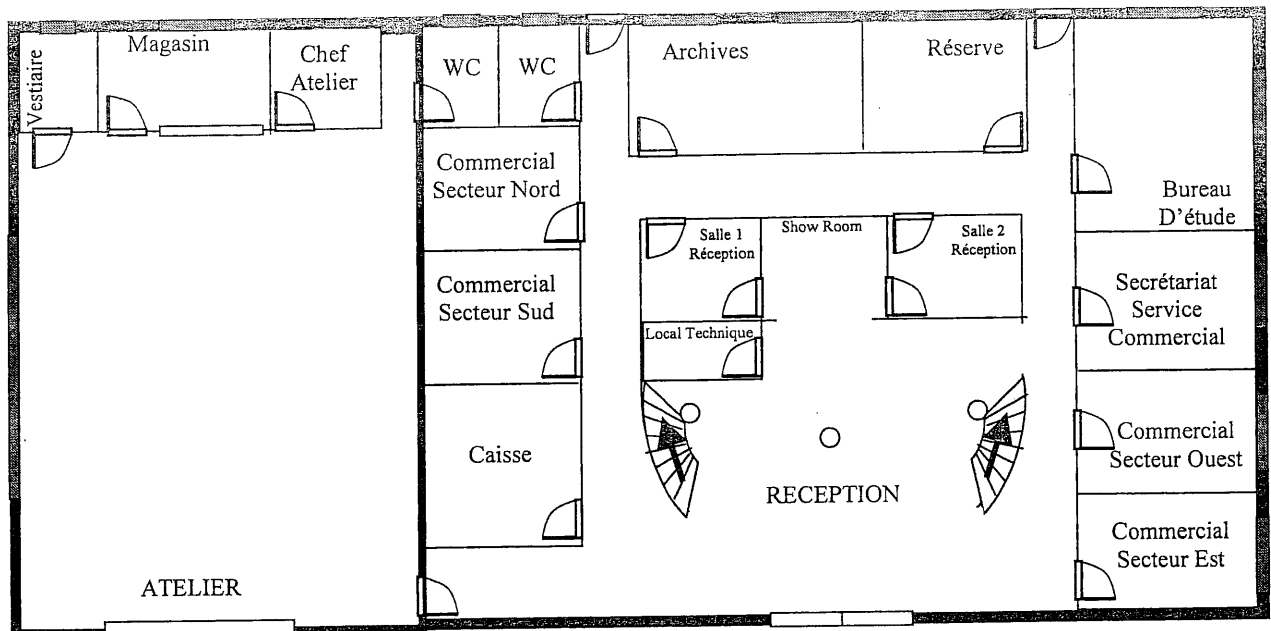 Vestiaire
Magasin
Chef
Atelier
WC
WC
Archives
Réserve
Commercial
Secteur Nord
Bureau
D'étude
Salle 1
Réception
Show Room
Salle 2
Réception
Commercial
Secteur Sud
Secrétariat
Service
Commercial
Local Technique
Caisse
Commercial
Secteur Ouest
RECEPTION
Commercial
Secteur Est
ATELIER